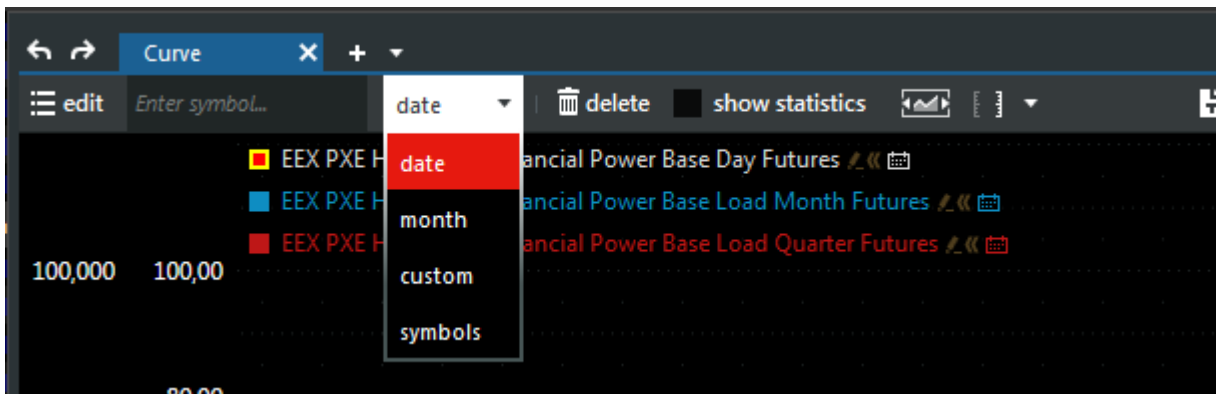 Curve
edit Enter symbol... date delete show statistics
EEX PXE H ancial Power Base Day Futures
date
EEX PXE H ancial Power Base Load Month Futures
month
EEX PXE H ancial Power Base Load Quarter Futures
100,000 100,00
custom
symbols